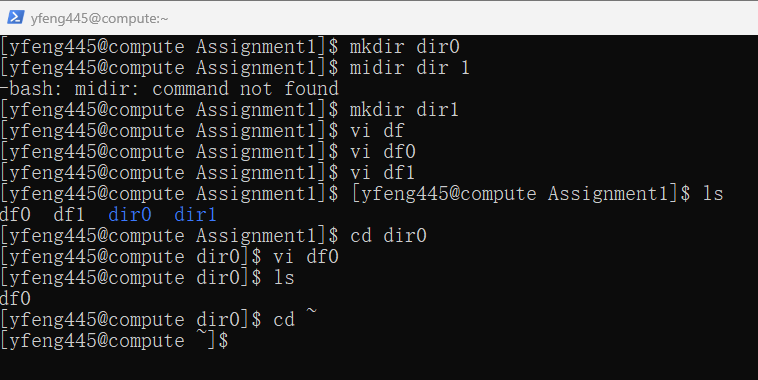 yfeng445@compute:~
[yfeng445@compute Assignment1]$ mkdir dir0
[yfeng445@compute Assignment1]$ midir dir 1
-bash: midir: command not found
[yfeng445@compute Assignment1]$ mkdir dir1
[yfeng445@compute Assignment1]$ vi df
[yfeng445@compute Assignment1]$ vi df0
[yfeng445@compute Assignment1]$ vi df1
[yfeng445@compute Assignment1]$ [yfeng445@compute Assignment1]$ ls
df0  df1  dir0  dir1
[yfeng445@compute Assignment1]$ cd dir0
[yfeng445@compute dir0]$ vi df0
[yfeng445@compute dir0]$ ls
df0
[yfeng445@compute dir0]$ cd ~
[yfeng445@compute ~]$